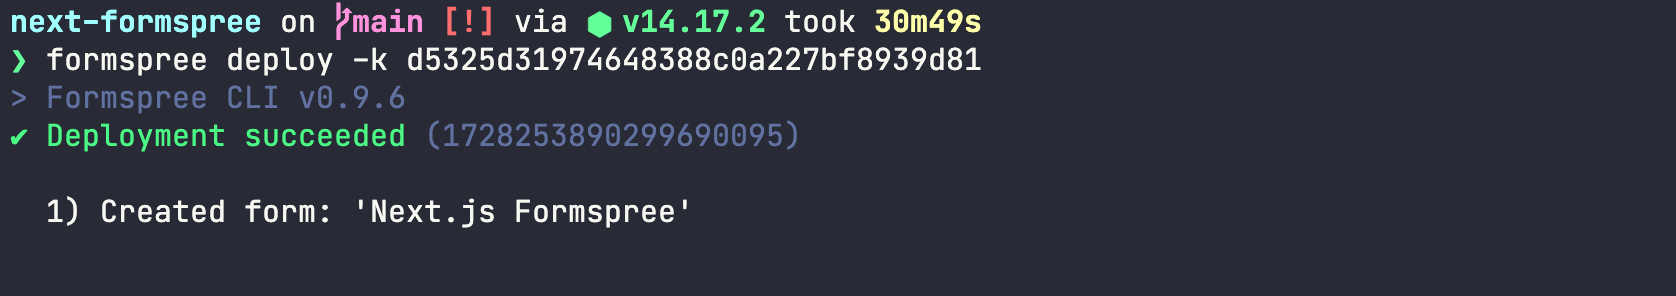 next-formspree on main [!] via v14.17.2 took 30m49s
❯ formspree deploy -k d5325d31974648388c0a227bf8939d81
> Formspree CLI v0.9.6
✔ Deployment succeeded (1728253890299690095)
1) Created form: 'Next.js Formspree'